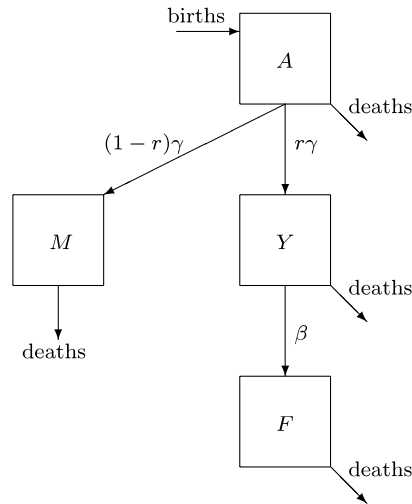 births
A
deaths
(1 − r)γ
rγ
M
Y
deaths
deaths
β
F
deaths